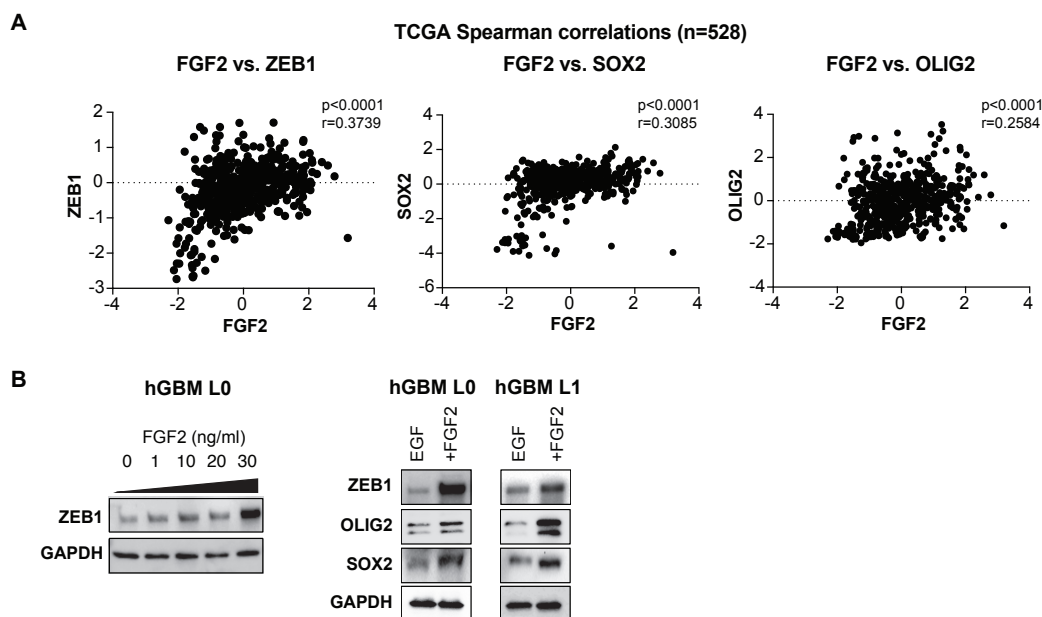 A
TCGA Spearman correlations (n=528)
FGF2 vs. ZEB1
p<0.0001
r=0.3739
2
1
0
-1
-2
-3
ZEB1
-4
-2
0
2
4
FGF2
FGF2 vs. SOX2
p<0.0001
r=0.3085
4
2
0
-2
-4
-6
SOX2
-4
-2
0
2
4
FGF2
FGF2 vs. OLIG2
p<0.0001
r=0.2584
4
2
0
-2
-4
OLIG2
-4
-2
0
2
4
FGF2
B
hGBM L0
FGF2 (ng/ml)
0 1 10 20 30
ZEB1
GAPDH
hGBM L0 hGBM L1
EGF +FGF2 EGF +FGF2
ZEB1
OLIG2
SOX2
GAPDH